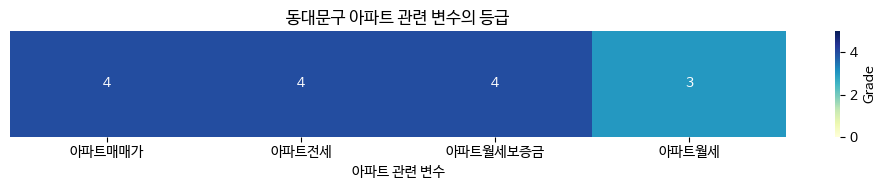 동대문구 아파트 관련 변수의 등급
4 4 4 3
아파트매매가 아파트전세 아파트월세보증금 아파트월세
아파트 관련 변수
4
2
0
Grade